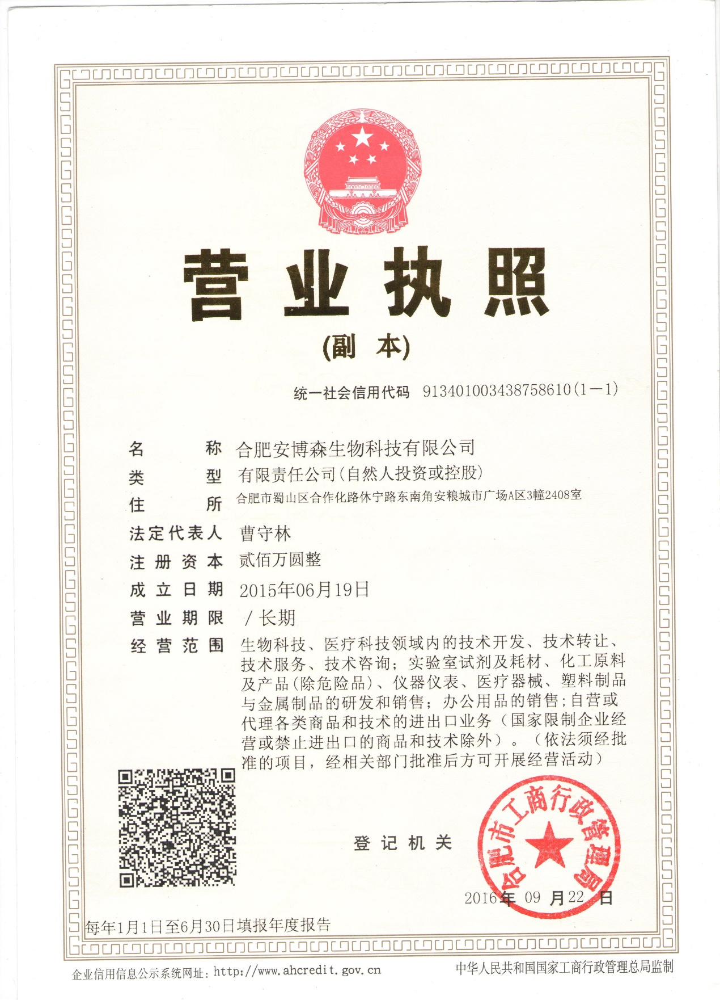 营业执照
(副 本)
统一社会信用代码 913401003438758610(1-1)
名称 合肥安博森生物科技有限公司
类型 有限责任公司(自然人投资或控股)
住所 合肥市蜀山区合作化路休宁路东南角安粮城市广场A区3幢2408室
法定代表人 曹守林
注册资本 贰佰万圆整
成立日期 2015年06月19日
营业期限 / 长期
经营范围 生物科技、医疗科技领域内的技术开发、技术转让、
技术服务、技术咨询；实验室试剂及耗材、化工原料
及产品(除危险品)、仪器仪表、医疗器械、塑料制品
与金属制品的研发和销售；办公用品的销售;自营或
代理各类商品和技术的进出口业务（国家限制企业经
营或禁止进出口的商品和技术除外）。（依法须经批
准的项目，经相关部门批准后方可开展经营活动）
登记机关
合肥市工商行政管理局
2016年 09 月22 日
每年1月1日至6月30日填报年度报告
企业信用信息公示系统网址：http://www.ahcredit.gov.cn
中华人民共和国国家工商行政管理总局监制